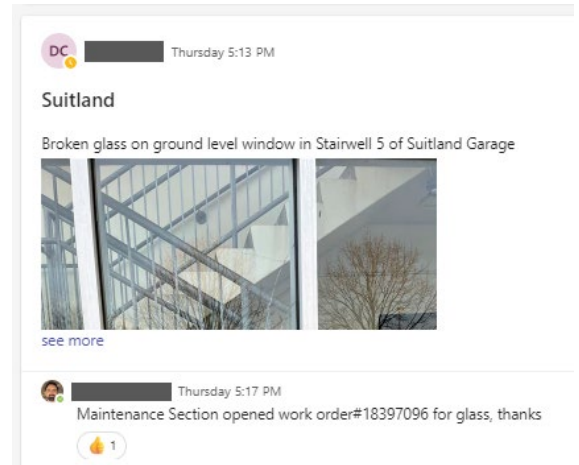 DC Thursday 5:13 PM
Suitland
Broken glass on ground level window in Stairwell 5 of Suitland Garage
see more
Thursday 5:17 PM
Maintenance Section opened work order#18397096 for glass, thanks
👍 1